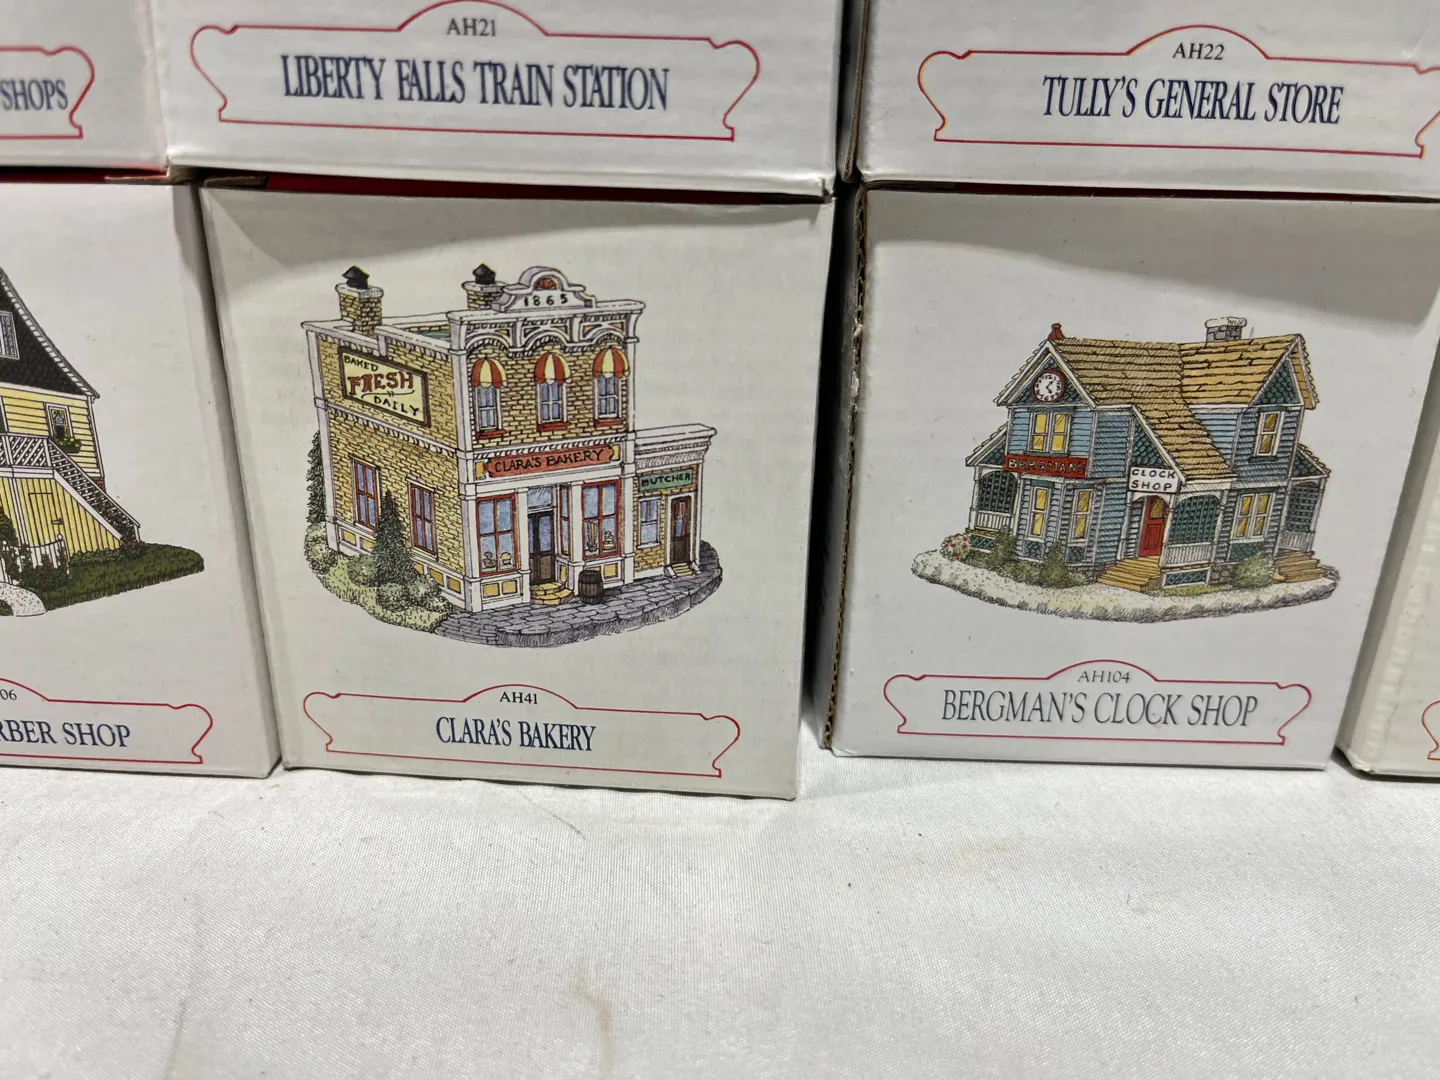 SHOPS
AH21
LIBERTY FALLS TRAIN STATION
AH22
TULLY'S GENERAL STORE
1865
BAKED
FRESH
DAILY
CLARA'S BAKERY
BUTCHER
BERGMAN'S
CLOCK
SHOP
06
RBER SHOP
AH41
CLARA'S BAKERY
AH104
BERGMAN'S CLOCK SHOP